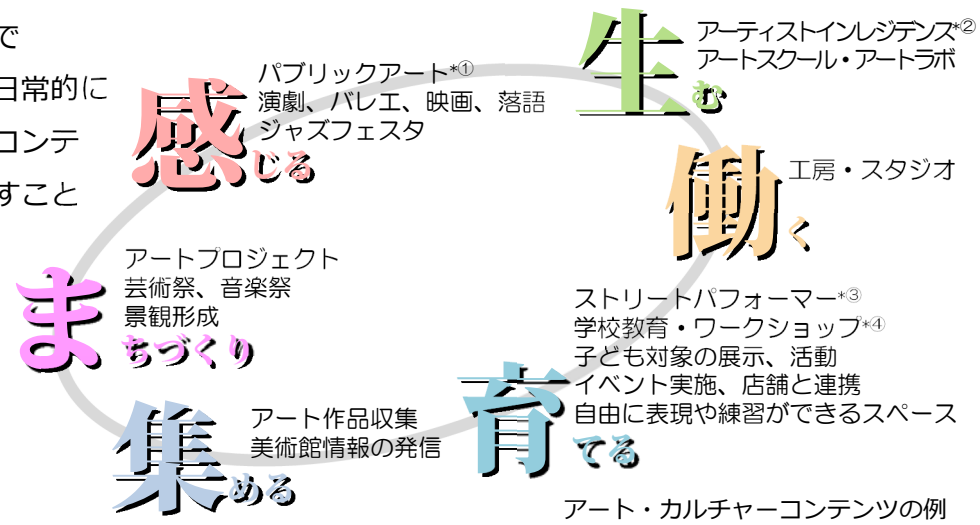 で
日常的に
コンテ
すこと
感じる
パブリックアート*①
演劇、バレエ、映画、落語
ジャズフェスタ
生む
アーティストインレジデンス*②
アートスクール・アートラボ
働く
工房・スタジオ
まちづくり
アートプロジェクト
芸術祭、音楽祭
景観形成
育てる
ストリートパフォーマー*③
学校教育・ワークショップ*④
子ども対象の展示、活動
イベント実施、店舗と連携
自由に表現や練習ができるスペース
集める
アート作品収集
美術館情報の発信
アート・カルチャーコンテンツの例